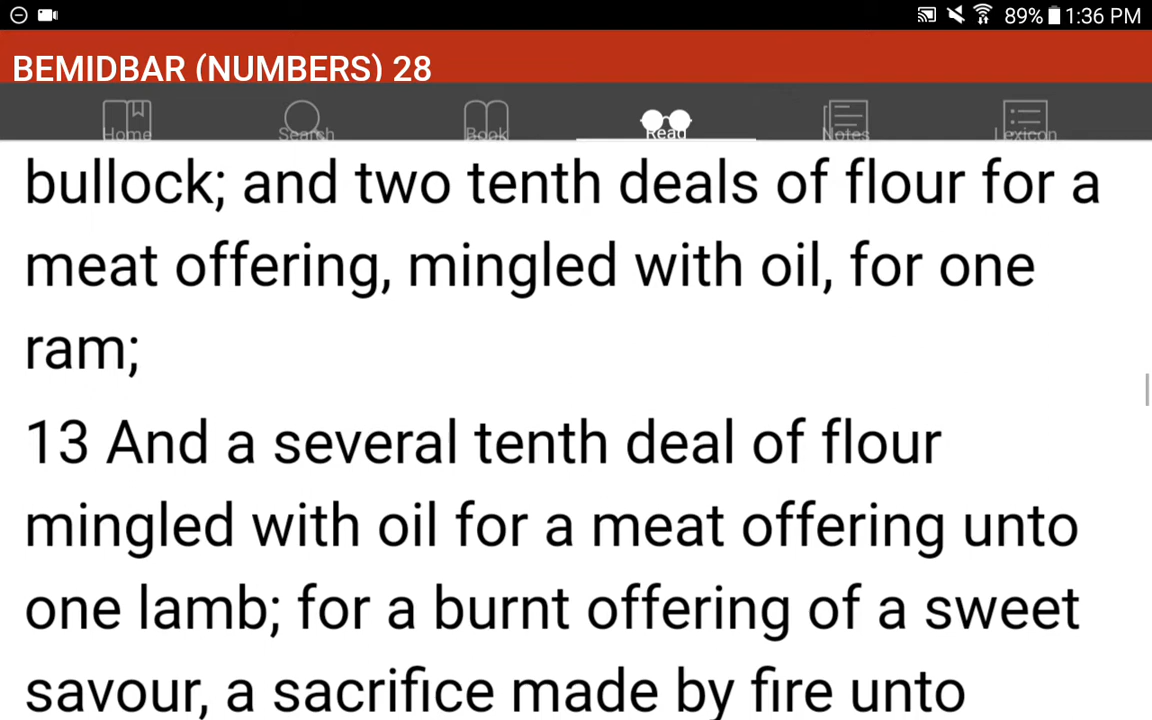 89% 1:36 PM
BEMIDBAR (NUMBERS) 28
Home Search Book Read Notes Lexicon
bullock; and two tenth deals of flour for a
meat offering, mingled with oil, for one
ram;
13 And a several tenth deal of flour
mingled with oil for a meat offering unto
one lamb; for a burnt offering of a sweet
savour, a sacrifice made by fire unto